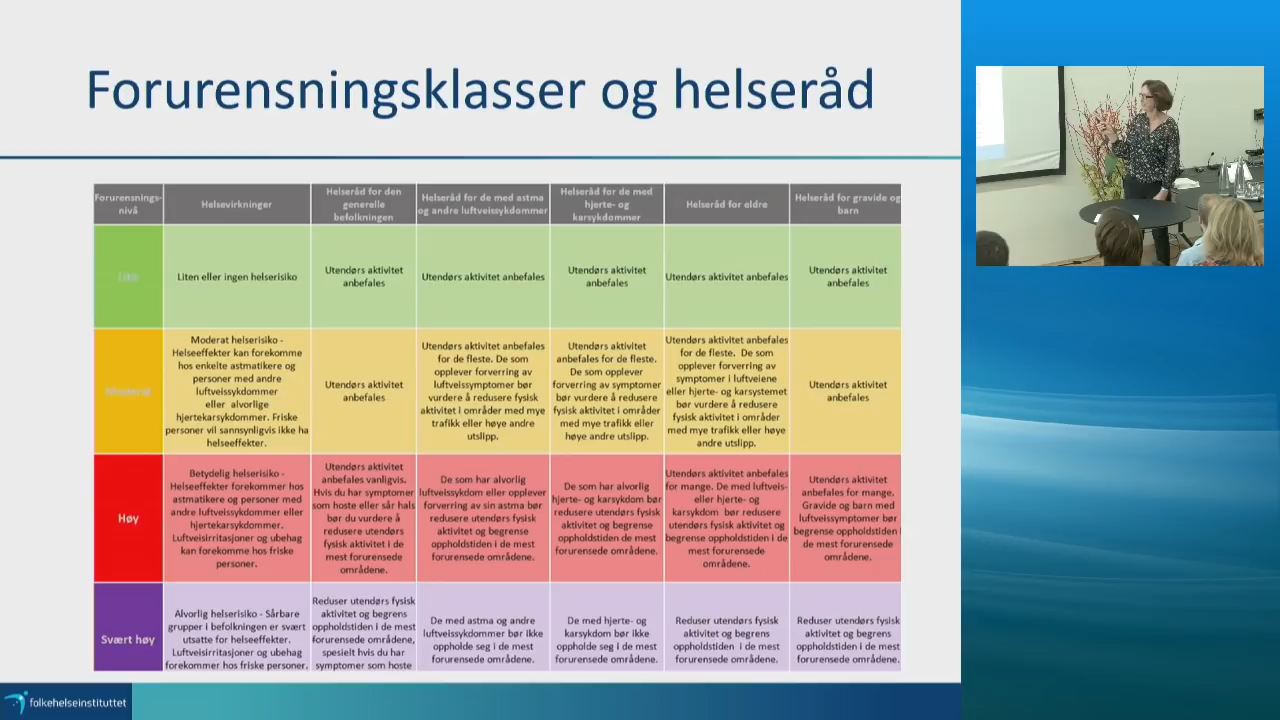 Forurensningsklasser og helseråd
Forurensnings-
nivå
Helsevirkninger
Helseråd for den
generelle
befolkningen
Helseråd for de med astma
og andre luftveissykdommer
Helseråd for de med
hjerte- og
karsykdommer
Helseråd for eldre
Helseråd for gravide og
barn
Lite
Liten eller ingen helserisiko
Utendørs aktivitet
anbefales
Utendørs aktivitet anbefales
Utendørs aktivitet
anbefales
Utendørs aktivitet anbefales
Utendørs aktivitet
anbefales
Moderat
Moderat helserisiko -
Helseeffekter kan forekomme
hos enkelte astmatikere og
personer med andre
luftveissykdommer
eller alvorlige
hjertekarsykdommer. Friske
personer vil sannsynligvis ikke ha
helseeffekter.
Utendørs aktivitet
anbefales
Utendørs aktivitet anbefales
for de fleste. De som
opplever forverring av
luftveissymptomer bør
vurdere å redusere fysisk
aktivitet i områder med mye
trafikk eller høye andre
utslipp.
Utendørs aktivitet
anbefales for de fleste.
De som opplever
forverring av symptomer
bør vurdere å redusere
fysisk aktivitet i områder
med mye trafikk eller
høye andre utslipp.
Utendørs aktivitet anbefales
for de fleste. De som
opplever forverring av
symptomer i luftveiene
eller hjerte- og karsystemet
bør vurdere å redusere
fysisk aktivitet i områder
med mye trafikk eller høye
andre utslipp.
Utendørs aktivitet
anbefales
Høy
Betydelig helserisiko -
Helseeffekter forekommer hos
astmatikere og personer med
andre luftveissykdommer eller
hjertekarsykdommer.
Luftveisirritasjoner og ubehag
kan forekomme hos friske
personer.
Utendørs aktivitet
anbefales vanligvis.
Hvis du har symptomer
som hoste eller sår hals
bør du vurdere å
redusere utendørs
fysisk aktivitet i de
mest forurensede
områdene.
De som har alvorlig
luftveissykdom eller opplever
forverring av sin astma bør
redusere utendørs fysisk
aktivitet og begrense
oppholdstiden i de mest
forurensede områdene.
De som har alvorlig
hjerte- og karsykdom bør
redusere utendørs fysisk
aktivitet og begrense
oppholdstiden de mest
forurensede områdene.
Utendørs aktivitet anbefales
for mange. De med luftveis-
eller hjerte- og
karsykdom bør redusere
utendørs fysisk aktivitet og
begrense oppholdstiden i de
mest forurensede
områdene.
Utendørs aktivitet
anbefales for mange.
Gravide og barn med
luftveissymptomer bør
begrense oppholdstiden i
de mest forurensede
områdene.
Svært høy
Alvorlig helserisiko - Sårbare
grupper i befolkningen er svært
utsatte for helseeffekter.
Luftveisirritasjoner og ubehag
forekommer hos friske personer.
Reduser utendørs fysisk
aktivitet og begrens
oppholdstiden i de mest
forurensede områdene,
spesielt hvis du har
symptomer som hoste
De med astma og andre
luftveissykdommer bør ikke
oppholde seg i de mest
forurensede områdene.
De med hjerte- og
karsykdom bør ikke
oppholde seg i de mest
forurensede områdene.
Reduser utendørs fysisk
aktivitet og begrens
oppholdstiden i de mest
forurensede områdene.
Reduser utendørs fysisk
aktivitet og begrens
oppholdstiden i de mest
forurensede områdene.
folkehelseinstituttet